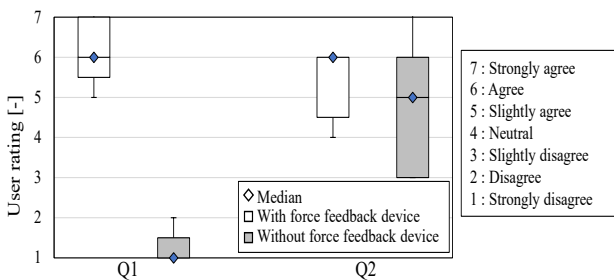 7
6
5
4
3
2
1
User rating [-]
Q1
Q2
Median
With force feedback device
Without force feedback device
7 : Strongly agree
6 : Agree
5 : Slightly agree
4 : Neutral
3 : Slightly disagree
2 : Disagree
1 : Strongly disagree